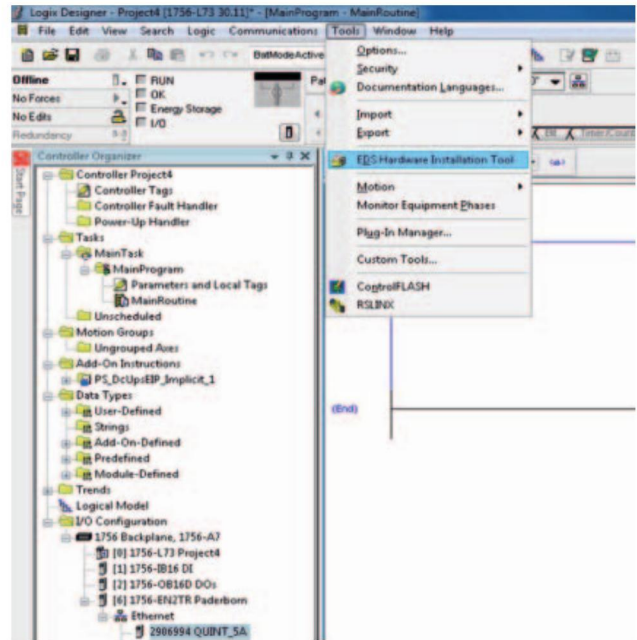 Logix Designer - Project4 [1756-L73 30.11]* - [MainProgram - MainRoutine]
File Edit View Search Logic Communications Tools Window Help
BatModeActive
Offline
RUN
No Forces
OK
No Edits
Energy Storage
Redundancy
I/O
Options...
Security
Documentation Languages...
Import
Export
EDS Hardware Installation Tool
Motion
Monitor Equipment Phases
Plug-In Manager...
Custom Tools...
ControlFLASH
RSLINX
Start Page
Controller Organizer
Controller Project4
Controller Tags
Controller Fault Handler
Power-Up Handler
Tasks
MainTask
MainProgram
Parameters and Local Tags
MainRoutine
Unscheduled
Motion Groups
Ungrouped Axes
Add-On Instructions
PS_DcUpsEIP_Implicit_1
Data Types
User-Defined
Strings
Add-On-Defined
Predefined
Module-Defined
Trends
Logical Model
I/O Configuration
1756 Backplane, 1756-A7
[0] 1756-L73 Project4
[1] 1756-IB16 DI
[2] 1756-OB16D DOs
[6] 1756-EN2TR Paderborn
Ethernet
2906994 QUINT_5A
(End)